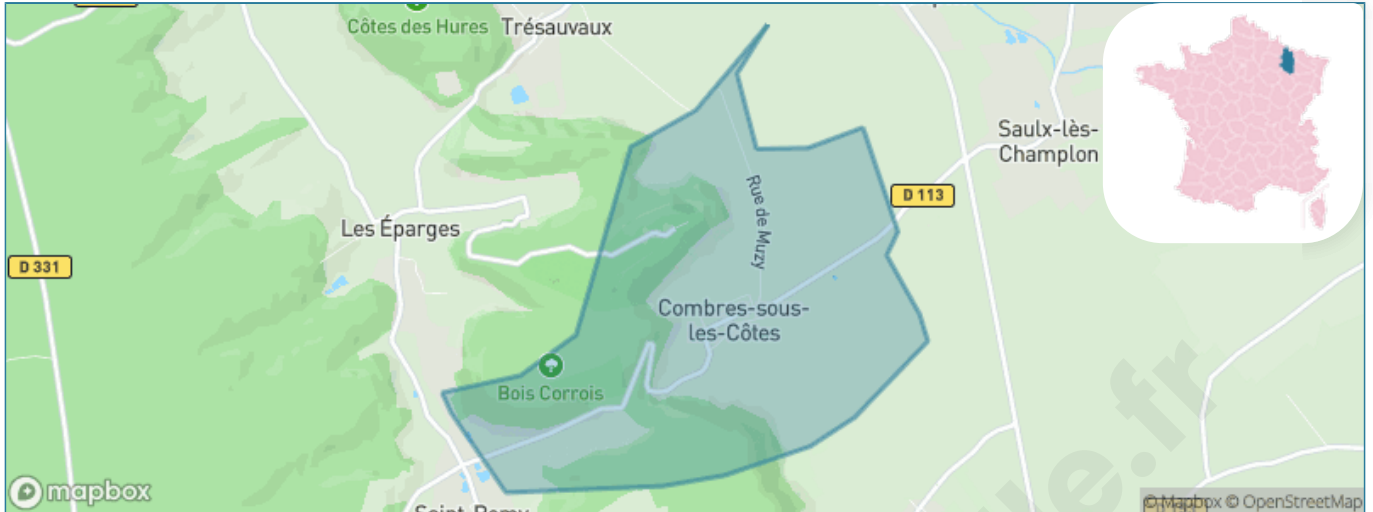 Côtes des Hures
Trésauvaux
Saulx-lès-
Champlon
D 113
Rue de Muzy
Les Éparges
D 331
Combres-sous-
les-Côtes
Bois Corrois
mapbox
© Mapbox © OpenStreetMap